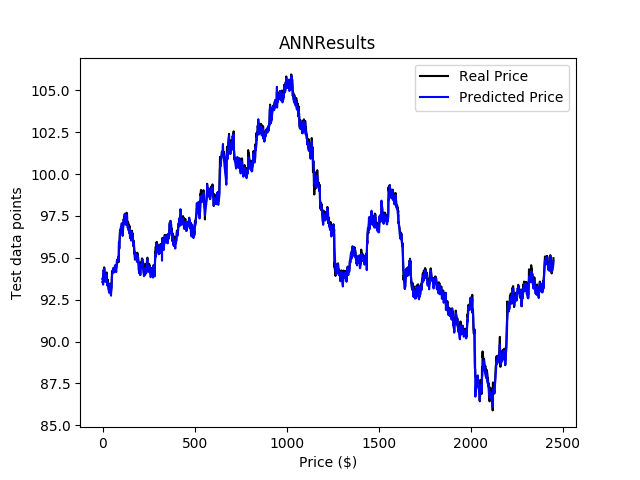 ANNResults
Real Price
Predicted Price
105.0
102.5
100.0
97.5
95.0
92.5
90.0
87.5
85.0
Test data points
0 500 1000 1500 2000 2500
Price ($)